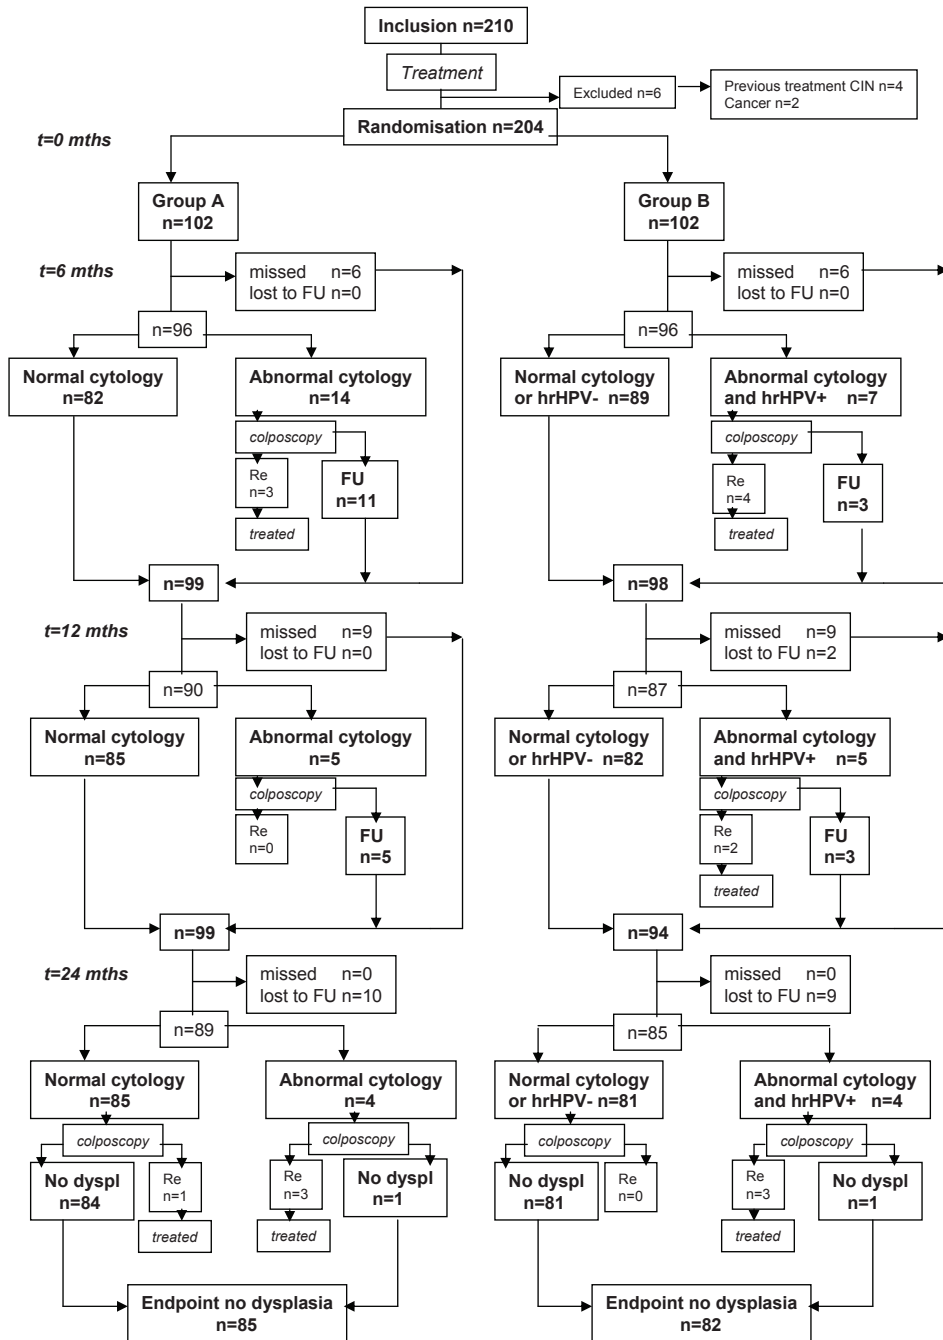 Inclusion n=210
Treatment
Excluded n=6
Previous treatment CIN n=4
Cancer n=2
Randomisation n=204
t=0 mths
Group A
n=102
Group B
n=102
t=6 mths
missed n=6
lost to FU n=0
missed n=6
lost to FU n=0
n=96
n=96
Normal cytology
n=82
Abnormal cytology
n=14
Normal cytology
or hrHPV- n=89
Abnormal cytology
and hrHPV+ n=7
colposcopy
colposcopy
Re
n=3
FU
n=11
Re
n=4
FU
n=3
treated
treated
n=99
n=98
t=12 mths
missed n=9
lost to FU n=0
missed n=9
lost to FU n=2
n=90
n=87
Normal cytology
n=85
Abnormal cytology
n=5
Normal cytology
or hrHPV- n=82
Abnormal cytology
and hrHPV+ n=5
colposcopy
colposcopy
Re
n=0
FU
n=5
Re
n=2
FU
n=3
treated
n=99
n=94
t=24 mths
missed n=0
lost to FU n=10
missed n=0
lost to FU n=9
n=89
n=85
Normal cytology
n=85
Abnormal cytology
n=4
Normal cytology
or hrHPV- n=81
Abnormal cytology
and hrHPV+ n=4
colposcopy
colposcopy
colposcopy
colposcopy
No dyspl
n=84
Re
n=1
Re
n=3
No dyspl
n=1
No dyspl
n=81
Re
n=0
Re
n=3
No dyspl
n=1
treated
treated
treated
Endpoint no dysplasia
n=85
Endpoint no dysplasia
n=82